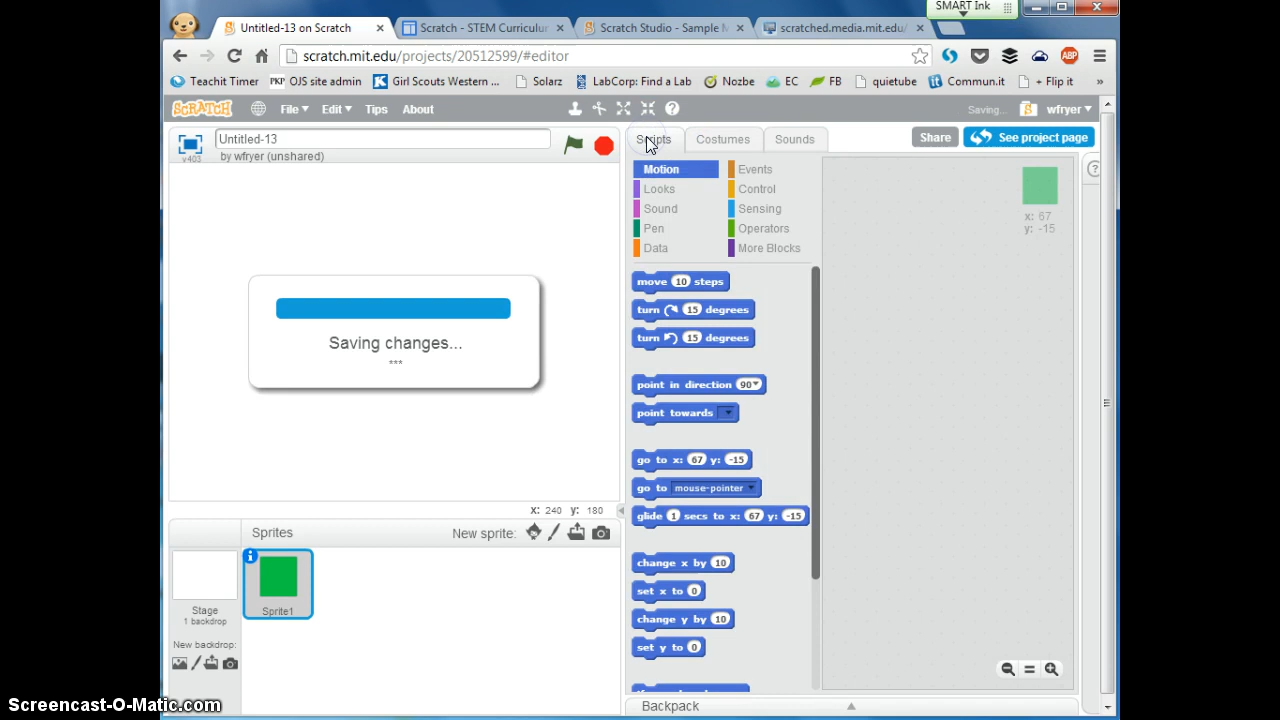 SMART Ink
Untitled-13 on Scratch
Scratch - STEM Curriculur
Scratch Studio - Sample M
scratched.media.mit.edu/
scratch.mit.edu/projects/20512599/#editor
ABP
Teachit Timer
PKP OJS site admin
Girl Scouts Western ...
Solarz
LabCorp: Find a Lab
Nozbe
EC
FB
quietube
Commun.it
+ Flip it
»
SCRATCH
File
Edit
Tips
About
Saving...
wfryer
Untitled-13
by wfryer (unshared)
v403
Scripts
Costumes
Sounds
Share
See project page
Motion
Events
Looks
Control
Sound
Sensing
Pen
Operators
Data
More Blocks
x: 67
y: -15
move 10 steps
turn 15 degrees
turn 15 degrees
point in direction 90
point towards
go to x: 67 y: -15
go to mouse-pointer
glide 1 secs to x: 67 y: -15
change x by 10
set x to 0
change y by 10
set y to 0
Saving changes...
***
x: 240 y: 180
Sprites
New sprite:
Stage
1 backdrop
Sprite1
New backdrop:
Backpack
Screencast-O-Matic.com